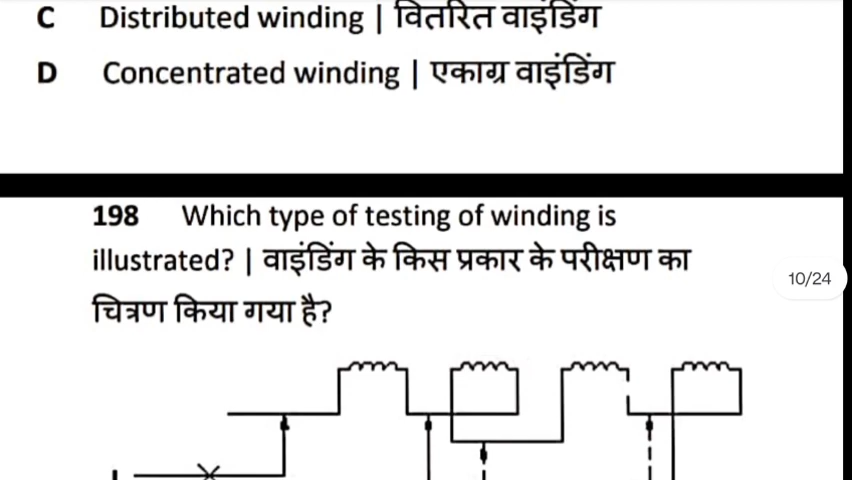 C Distributed winding | वितरित वाइंडिंग
D Concentrated winding | एकाग्र वाइंडिंग
198 Which type of testing of winding is
illustrated? | वाइंडिंग के किस प्रकार के परीक्षण का
चित्रण किया गया है?
10/24